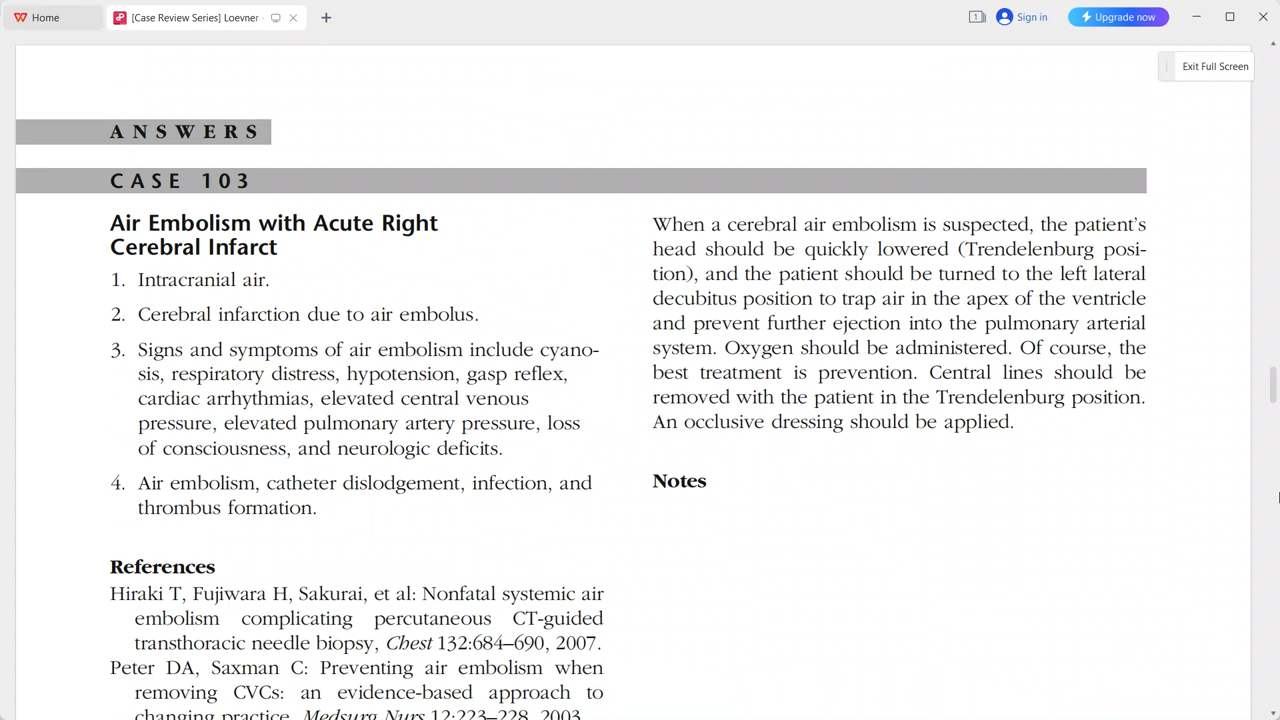 Home
[Case Review Series] Loevner -
1
Sign in
Upgrade now
Exit Full Screen
ANSWERS
CASE 103
Air Embolism with Acute Right
Cerebral Infarct
1. Intracranial air.
2. Cerebral infarction due to air embolus.
3. Signs and symptoms of air embolism include cyano-
sis, respiratory distress, hypotension, gasp reflex,
cardiac arrhythmias, elevated central venous
pressure, elevated pulmonary artery pressure, loss
of consciousness, and neurologic deficits.
4. Air embolism, catheter dislodgement, infection, and
thrombus formation.
References
Hiraki T, Fujiwara H, Sakurai, et al: Nonfatal systemic air
embolism complicating percutaneous CT-guided
transthoracic needle biopsy, Chest 132:684–690, 2007.
Peter DA, Saxman C: Preventing air embolism when
removing CVCs: an evidence-based approach to
changing practice, Medsurg Nurs 12:223–228, 2003.
When a cerebral air embolism is suspected, the patient's
head should be quickly lowered (Trendelenburg posi-
tion), and the patient should be turned to the left lateral
decubitus position to trap air in the apex of the ventricle
and prevent further ejection into the pulmonary arterial
system. Oxygen should be administered. Of course, the
best treatment is prevention. Central lines should be
removed with the patient in the Trendelenburg position.
An occlusive dressing should be applied.
Notes